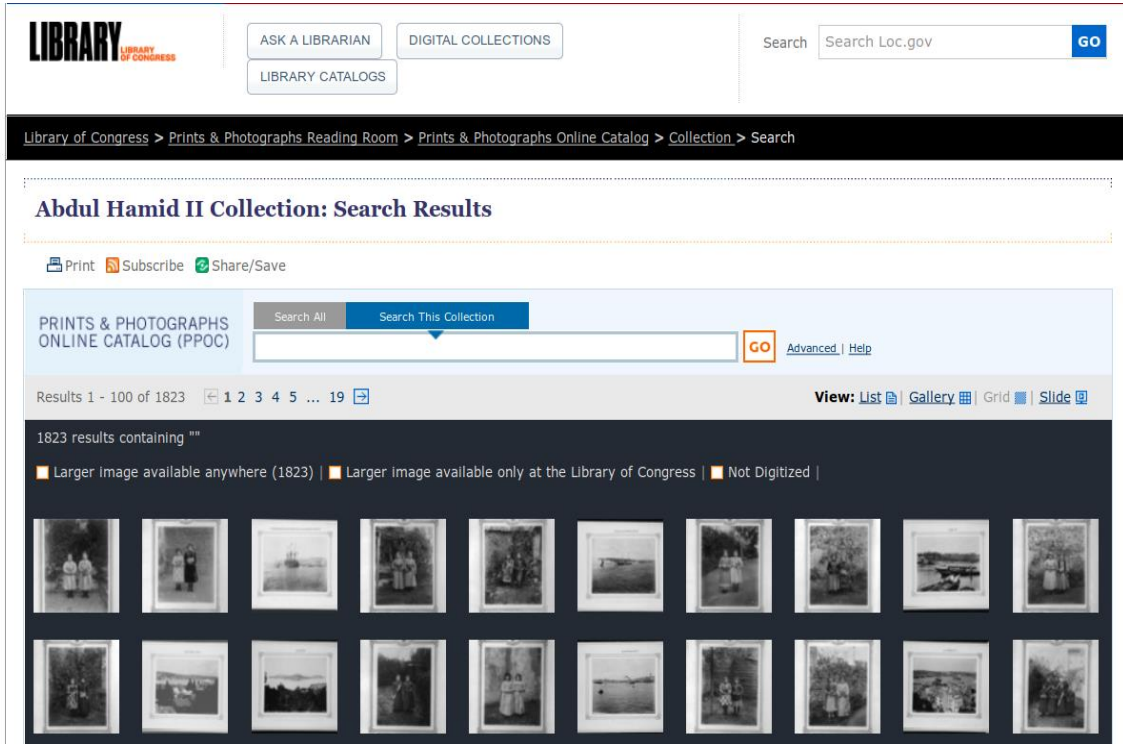 LIBRARY LIBRARY OF CONGRESS
ASK A LIBRARIAN
DIGITAL COLLECTIONS
LIBRARY CATALOGS
Search
Search Loc.gov
GO
Library of Congress > Prints & Photographs Reading Room > Prints & Photographs Online Catalog > Collection > Search
Abdul Hamid II Collection: Search Results
Print Subscribe Share/Save
PRINTS & PHOTOGRAPHS
ONLINE CATALOG (PPOC)
Search All
Search This Collection
GO
Advanced | Help
Results 1 - 100 of 1823 1 2 3 4 5 ... 19
View: List | Gallery | Grid | Slide
1823 results containing ""
Larger image available anywhere (1823) | Larger image available only at the Library of Congress | Not Digitized |